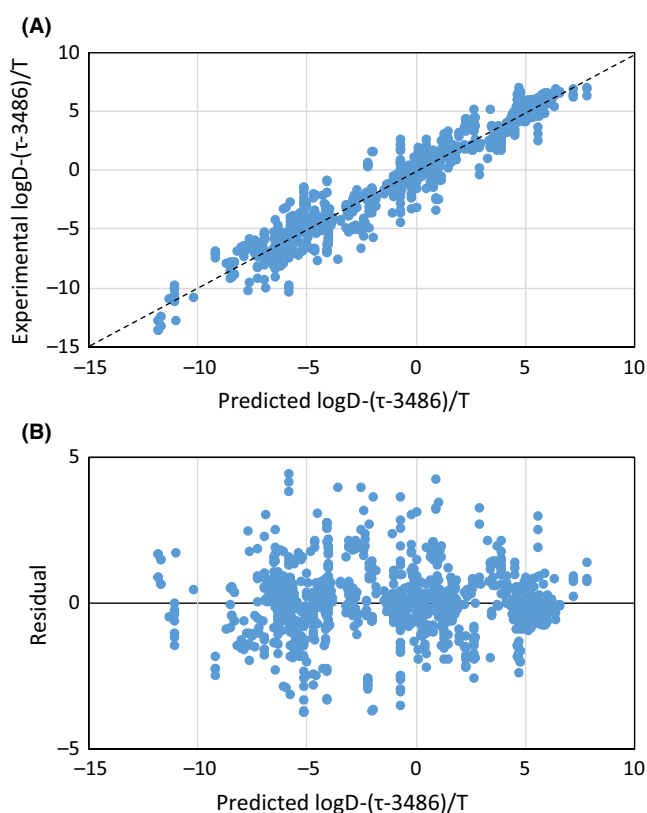 (A)
10
5
0
–5
–10
–15
Experimental logD-(τ-3486)/T
–15 –10 –5 0 5 10
Predicted logD-(τ-3486)/T
(B)
5
0
–5
Residual
–15 –10 –5 0 5 10
Predicted logD-(τ-3486)/T